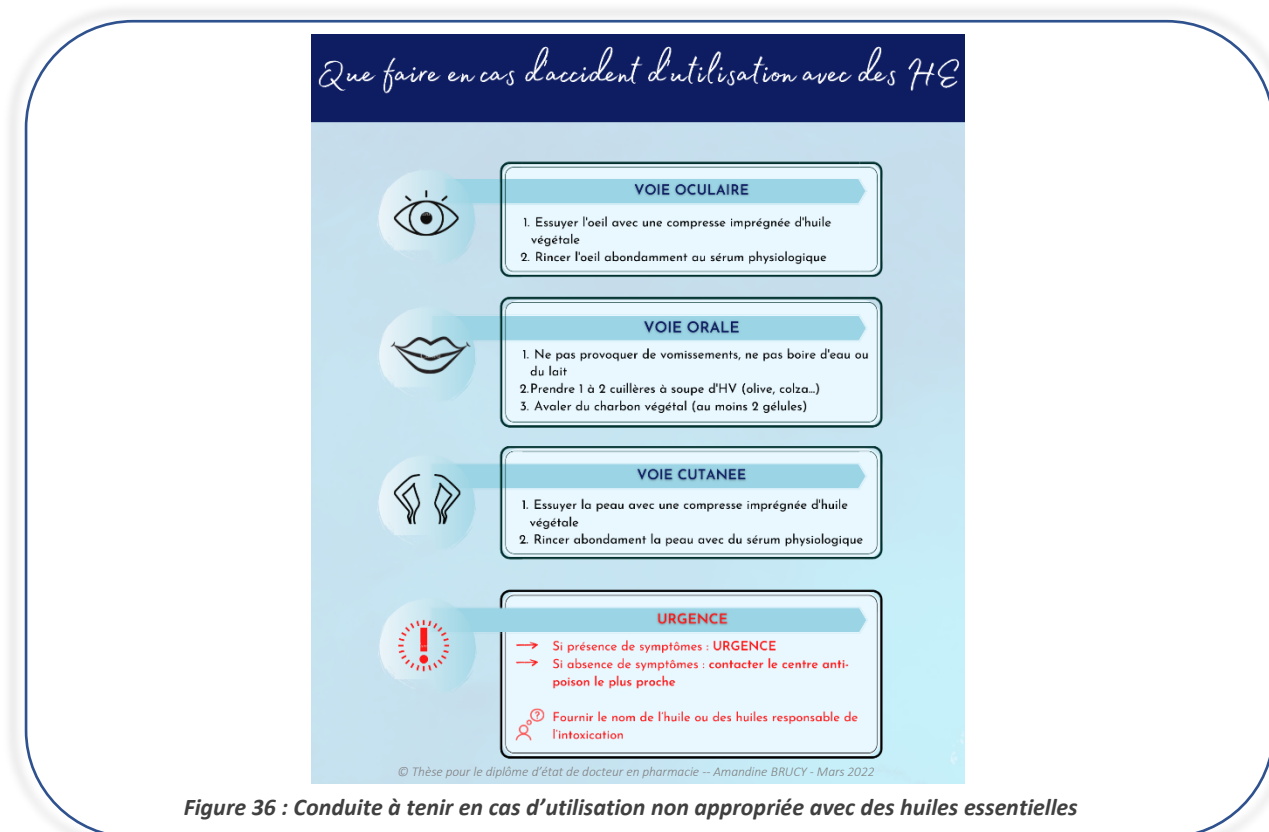 Que faire en cas d'accident d'utilisation avec des HE
VOIE OCULAIRE
1. Essuyer l'oeil avec une compresse imprégnée d'huile
végétale
2. Rincer l'oeil abondamment au sérum physiologique
VOIE ORALE
1. Ne pas provoquer de vomissements, ne pas boire d'eau ou
du lait
2.Prendre 1 à 2 cuillères à soupe d'HV (olive, colza...)
3. Avaler du charbon végétal (au moins 2 gélules)
VOIE CUTANEE
1. Essuyer la peau avec une compresse imprégnée d'huile
végétale
2. Rincer abondament la peau avec du sérum physiologique
URGENCE
→ Si présence de symptômes : URGENCE
→ Si absence de symptômes : contacter le centre anti-
poison le plus proche
Fournir le nom de l'huile ou des huiles responsable de
l'intoxication
© Thèse pour le diplôme d'état de docteur en pharmacie -- Amandine BRUCY - Mars 2022
Figure 36 : Conduite à tenir en cas d'utilisation non appropriée avec des huiles essentielles